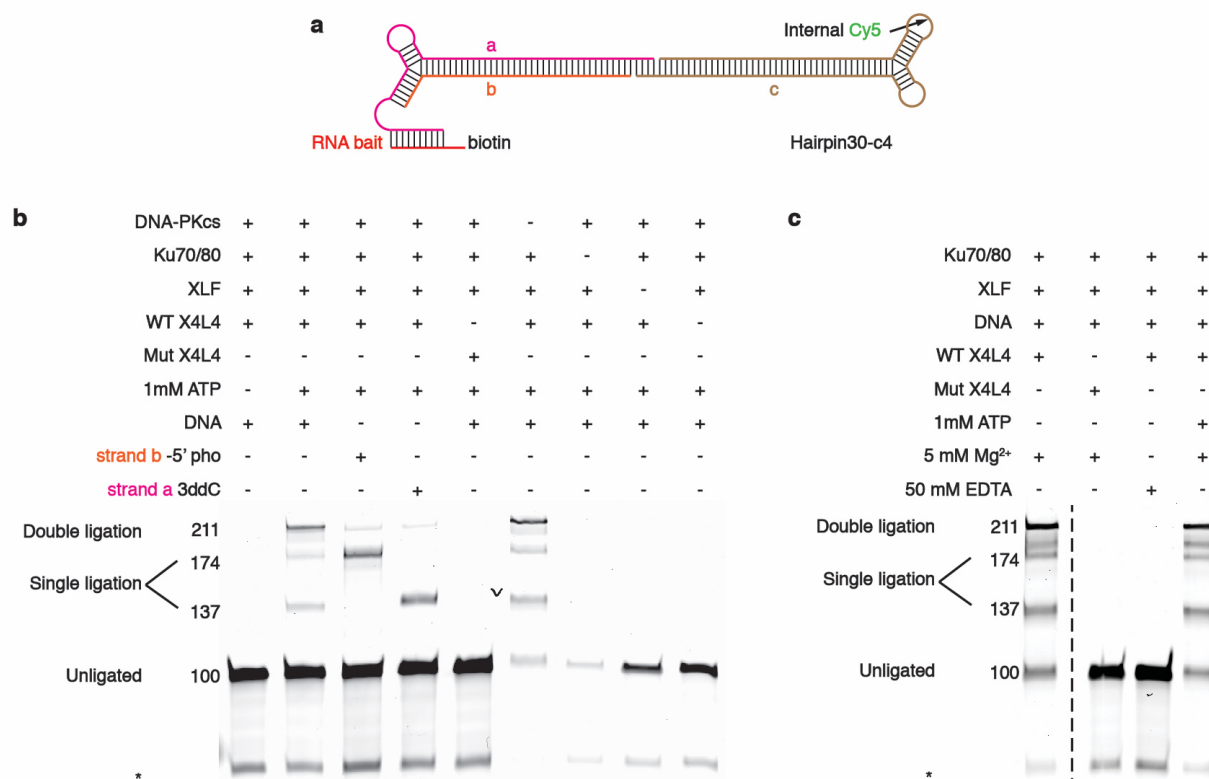 a
Internal Cy5
a
b
c
RNA bait
biotin
Hairpin30-c4
b
DNA-PKcs + + + + + - + + +
Ku70/80 + + + + + + - + +
XLF + + + + + + + - +
WT X4L4 + + + + - + + + -
Mut X4L4 - - - - + - - - -
1mM ATP - + + + + + + + +
DNA + + - - + + + + +
strand b -5' pho - - + - - - - - -
strand a 3ddC - - - + - - - - -
Double ligation 211
174
Single ligation
137
Unligated 100
*
c
Ku70/80 + + + +
XLF + + + +
DNA + + + +
WT X4L4 + - + +
Mut X4L4 - + - -
1mM ATP - - - +
5 mM Mg²⁺ + + - +
50 mM EDTA - - + -
Double ligation 211
174
Single ligation
137
Unligated 100
*